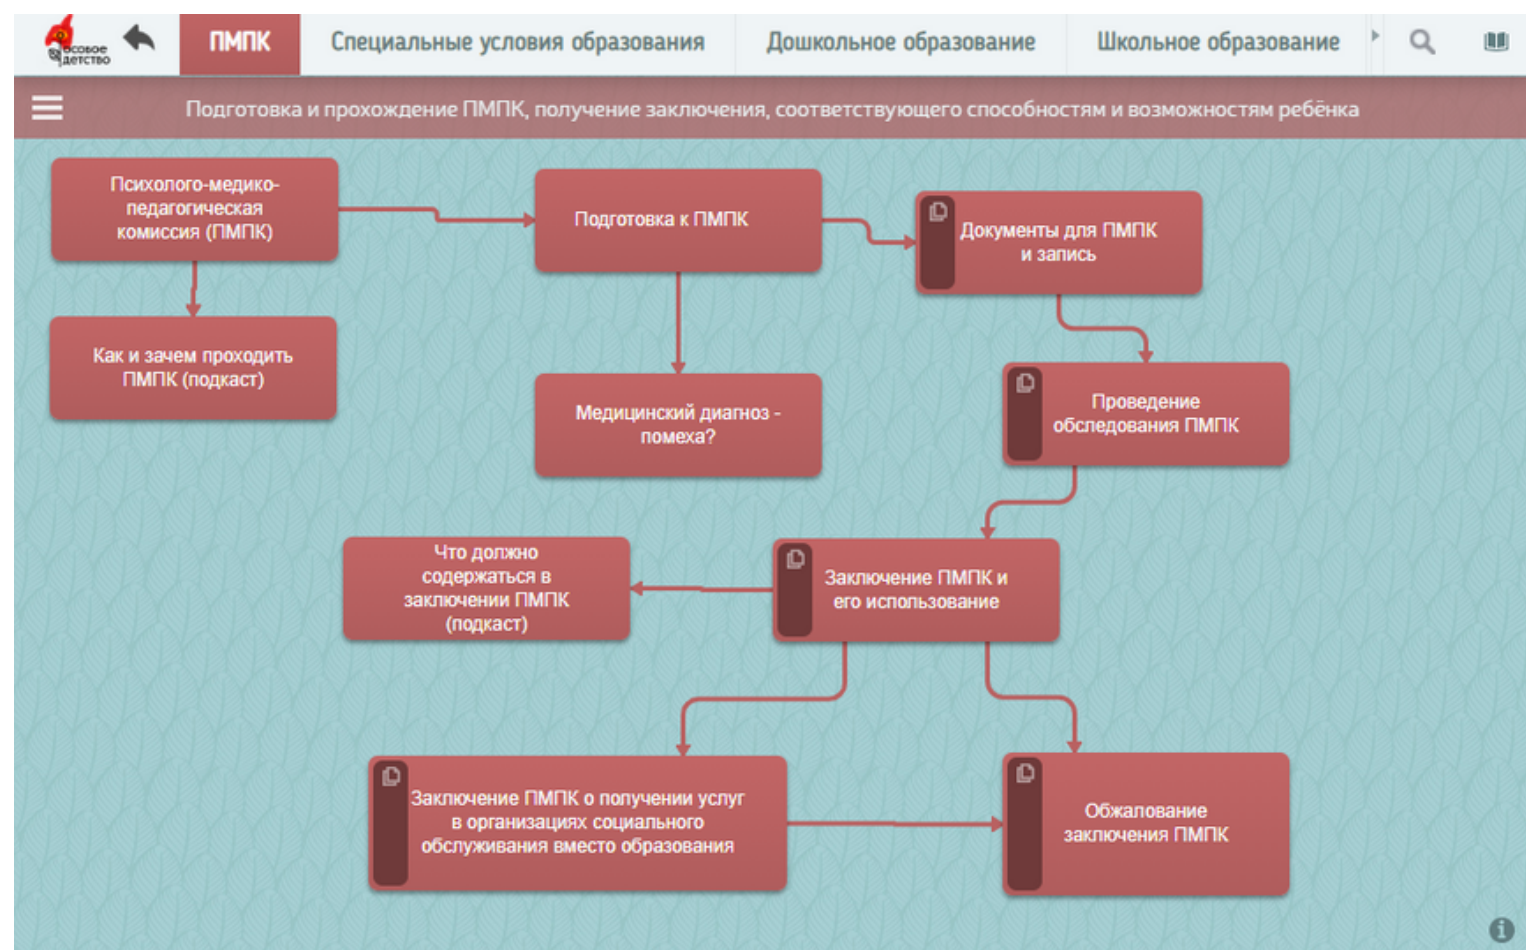 особое
детство
ПМПК
Специальные условия образования
Дошкольное образование
Школьное образование
Подготовка и прохождение ПМПК, получение заключения, соответствующего способностям и возможностям ребёнка
Психолого-медико-
педагогическая
комиссия (ПМПК)
Подготовка к ПМПК
Документы для ПМПК
и запись
Как и зачем проходить
ПМПК (подкаст)
Медицинский диагноз -
помеха?
Проведение
обследования ПМПК
Что должно
содержаться в
заключении ПМПК
(подкаст)
Заключение ПМПК и
его использование
Заключение ПМПК о получении услуг
в организациях социального
обслуживания вместо образования
Обжалование
заключения ПМПК